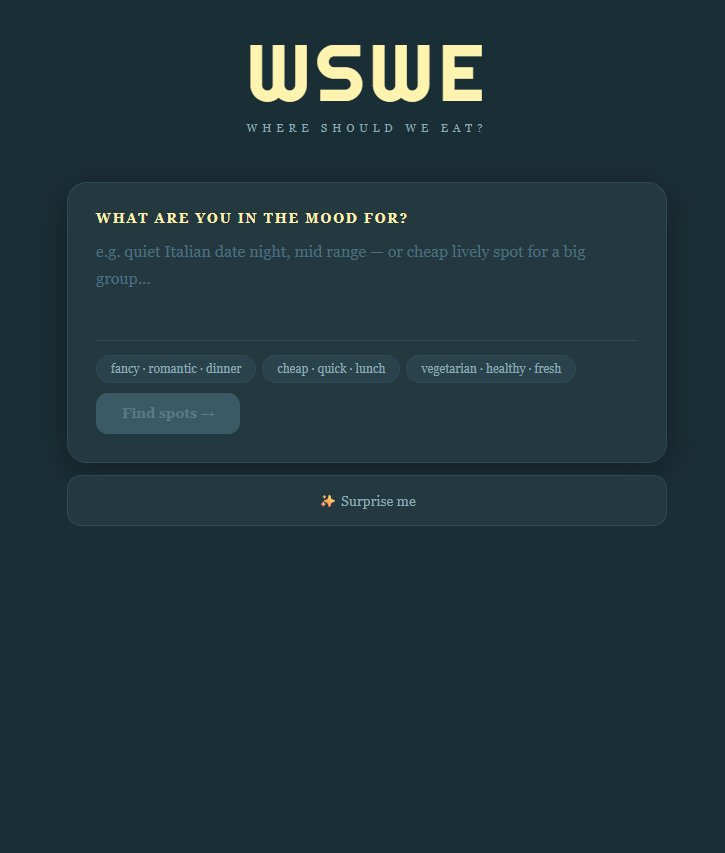 WSWE
WHERE SHOULD WE EAT?
WHAT ARE YOU IN THE MOOD FOR?
e.g. quiet Italian date night, mid range — or cheap lively spot for a big
group...
fancy · romantic · dinner
cheap · quick · lunch
vegetarian · healthy · fresh
Find spots →
✨ Surprise me